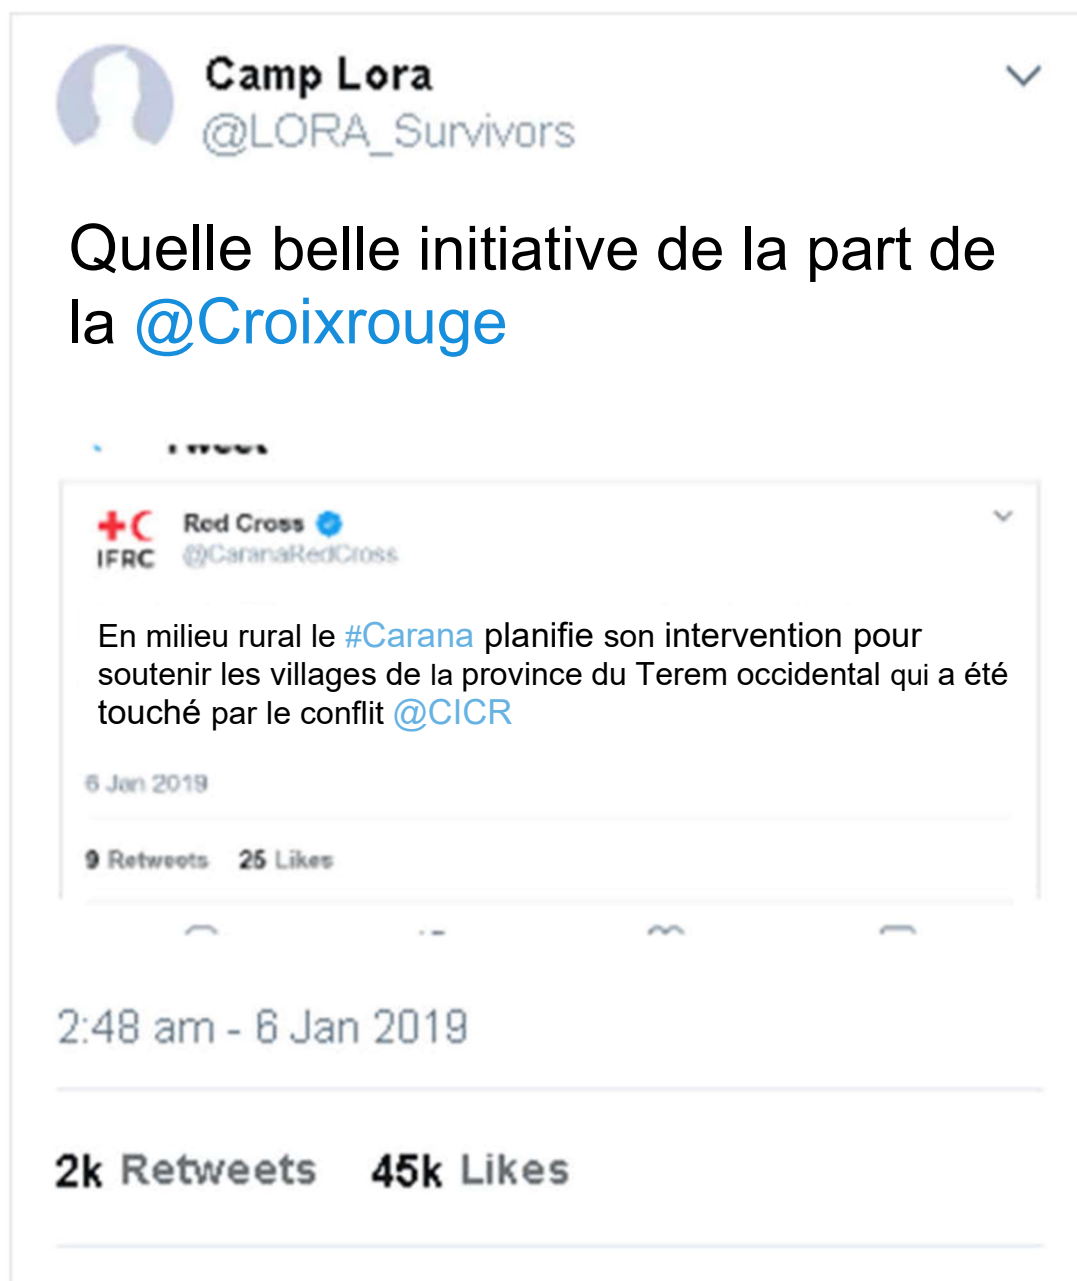 Camp Lora
@LORA_Survivors
Quelle belle initiative de la part de
la @Croixrouge
Tweet
IFRC
Red Cross
@CaranaRedCross
En milieu rural le #Carana planifie son intervention pour
soutenir les villages de la province du Terem occidental qui a été
touché par le conflit @CICR
6 Jan 2019
9 Retweets 25 Likes
2:48 am - 6 Jan 2019
2k Retweets 45k Likes